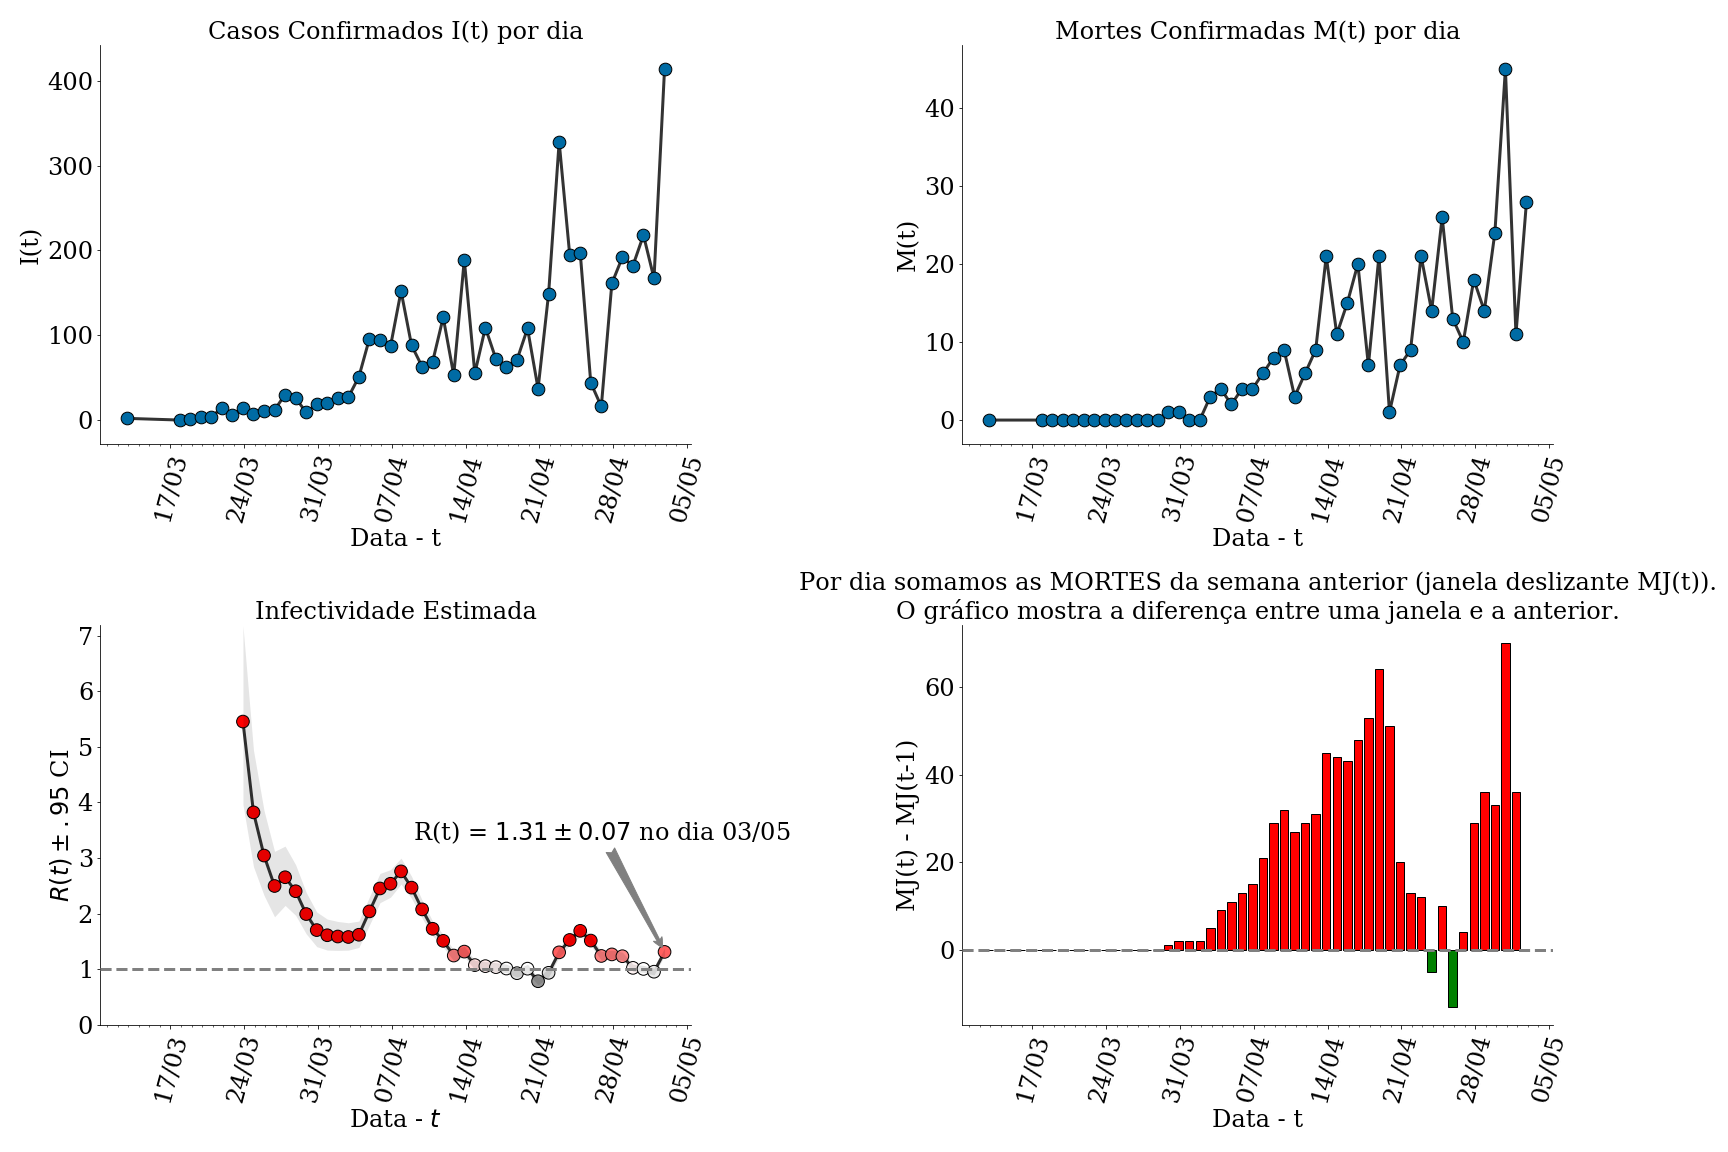 Casos Confirmados I(t) por dia
I(t)
400
300
200
100
0
17/03 24/03 31/03 07/04 14/04 21/04 28/04 05/05
Data - t
Mortes Confirmadas M(t) por dia
M(t)
40
30
20
10
0
17/03 24/03 31/03 07/04 14/04 21/04 28/04 05/05
Data - t
Infectividade Estimada
R(t) ± .95 CI
7
6
5
4
3
2
1
0
R(t) = 1.31 ± 0.07 no dia 03/05
17/03 24/03 31/03 07/04 14/04 21/04 28/04 05/05
Data - t
Por dia somamos as MORTES da semana anterior (janela deslizante MJ(t)).
O gráfico mostra a diferença entre uma janela e a anterior.
MJ(t) - MJ(t-1)
60
40
20
0
17/03 24/03 31/03 07/04 14/04 21/04 28/04 05/05
Data - t